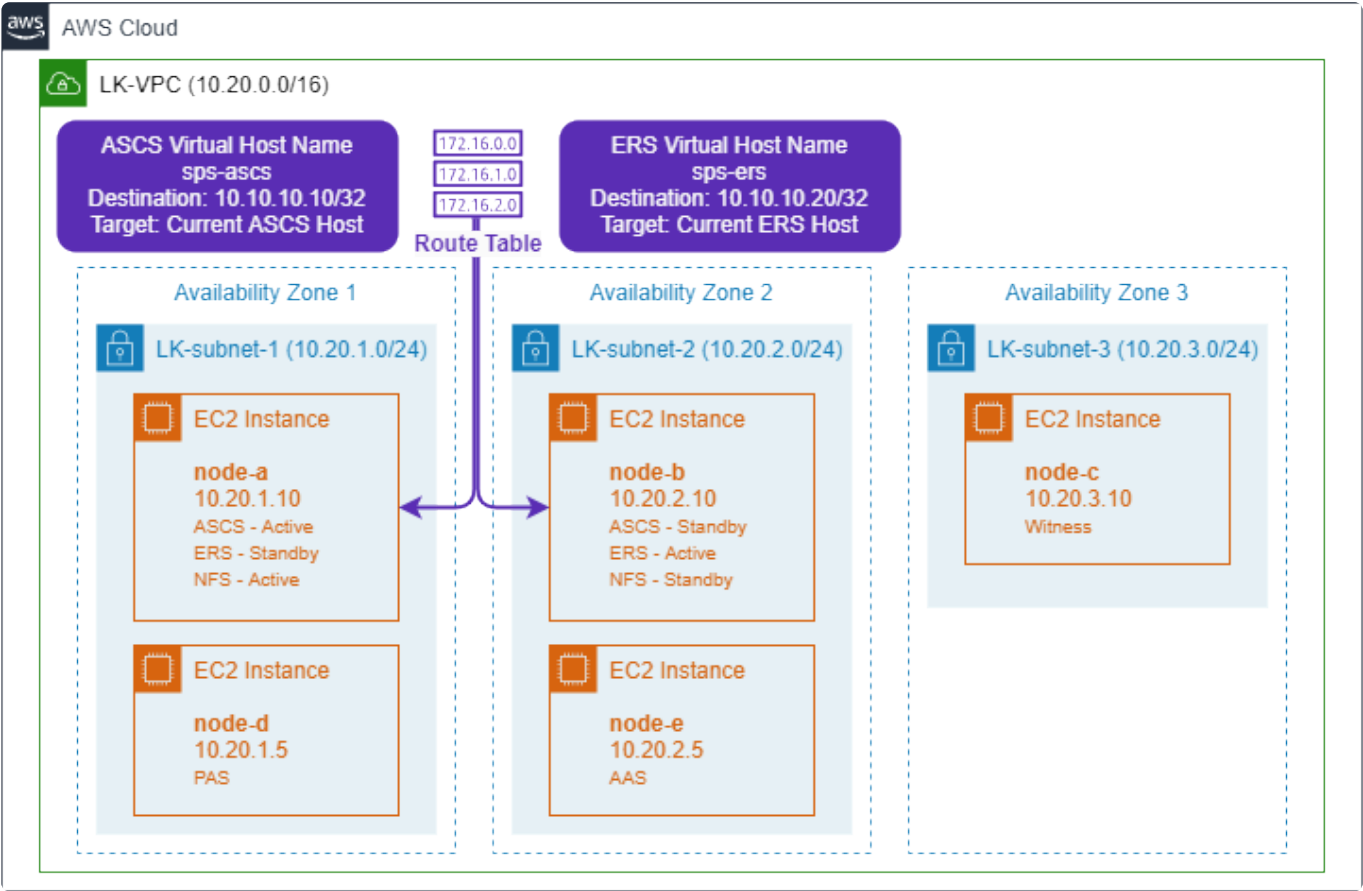 aws
AWS Cloud
LK-VPC (10.20.0.0/16)
ASCS Virtual Host Name
sps-ascs
Destination: 10.10.10.10/32
Target: Current ASCS Host
172.16.0.0
172.16.1.0
172.16.2.0
Route Table
ERS Virtual Host Name
sps-ers
Destination: 10.10.10.20/32
Target: Current ERS Host
Availability Zone 1
LK-subnet-1 (10.20.1.0/24)
EC2 Instance
node-a
10.20.1.10
ASCS - Active
ERS - Standby
NFS - Active
EC2 Instance
node-d
10.20.1.5
PAS
Availability Zone 2
LK-subnet-2 (10.20.2.0/24)
EC2 Instance
node-b
10.20.2.10
ASCS - Standby
ERS - Active
NFS - Standby
EC2 Instance
node-e
10.20.2.5
AAS
Availability Zone 3
LK-subnet-3 (10.20.3.0/24)
EC2 Instance
node-c
10.20.3.10
Witness